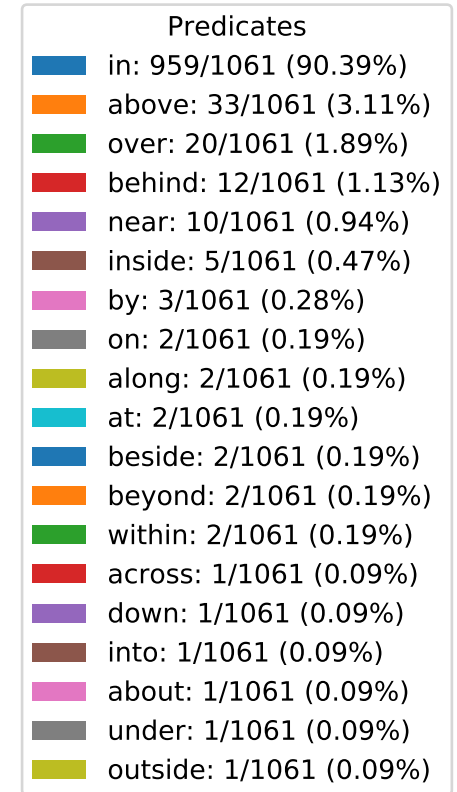 Predicates
in: 959/1061 (90.39%)
above: 33/1061 (3.11%)
over: 20/1061 (1.89%)
behind: 12/1061 (1.13%)
near: 10/1061 (0.94%)
inside: 5/1061 (0.47%)
by: 3/1061 (0.28%)
on: 2/1061 (0.19%)
along: 2/1061 (0.19%)
at: 2/1061 (0.19%)
beside: 2/1061 (0.19%)
beyond: 2/1061 (0.19%)
within: 2/1061 (0.19%)
across: 1/1061 (0.09%)
down: 1/1061 (0.09%)
into: 1/1061 (0.09%)
about: 1/1061 (0.09%)
under: 1/1061 (0.09%)
outside: 1/1061 (0.09%)